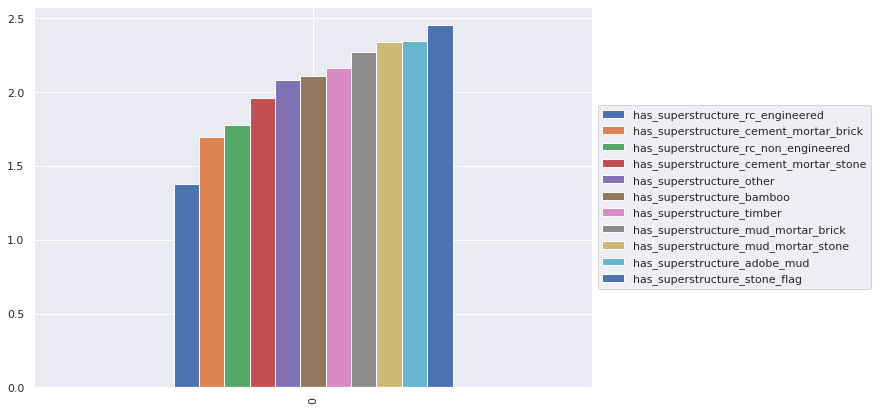 2.5
2.0
1.5
1.0
0.5
0.0
0
has_superstructure_rc_engineered
has_superstructure_cement_mortar_brick
has_superstructure_rc_non_engineered
has_superstructure_cement_mortar_stone
has_superstructure_other
has_superstructure_bamboo
has_superstructure_timber
has_superstructure_mud_mortar_brick
has_superstructure_mud_mortar_stone
has_superstructure_adobe_mud
has_superstructure_stone_flag